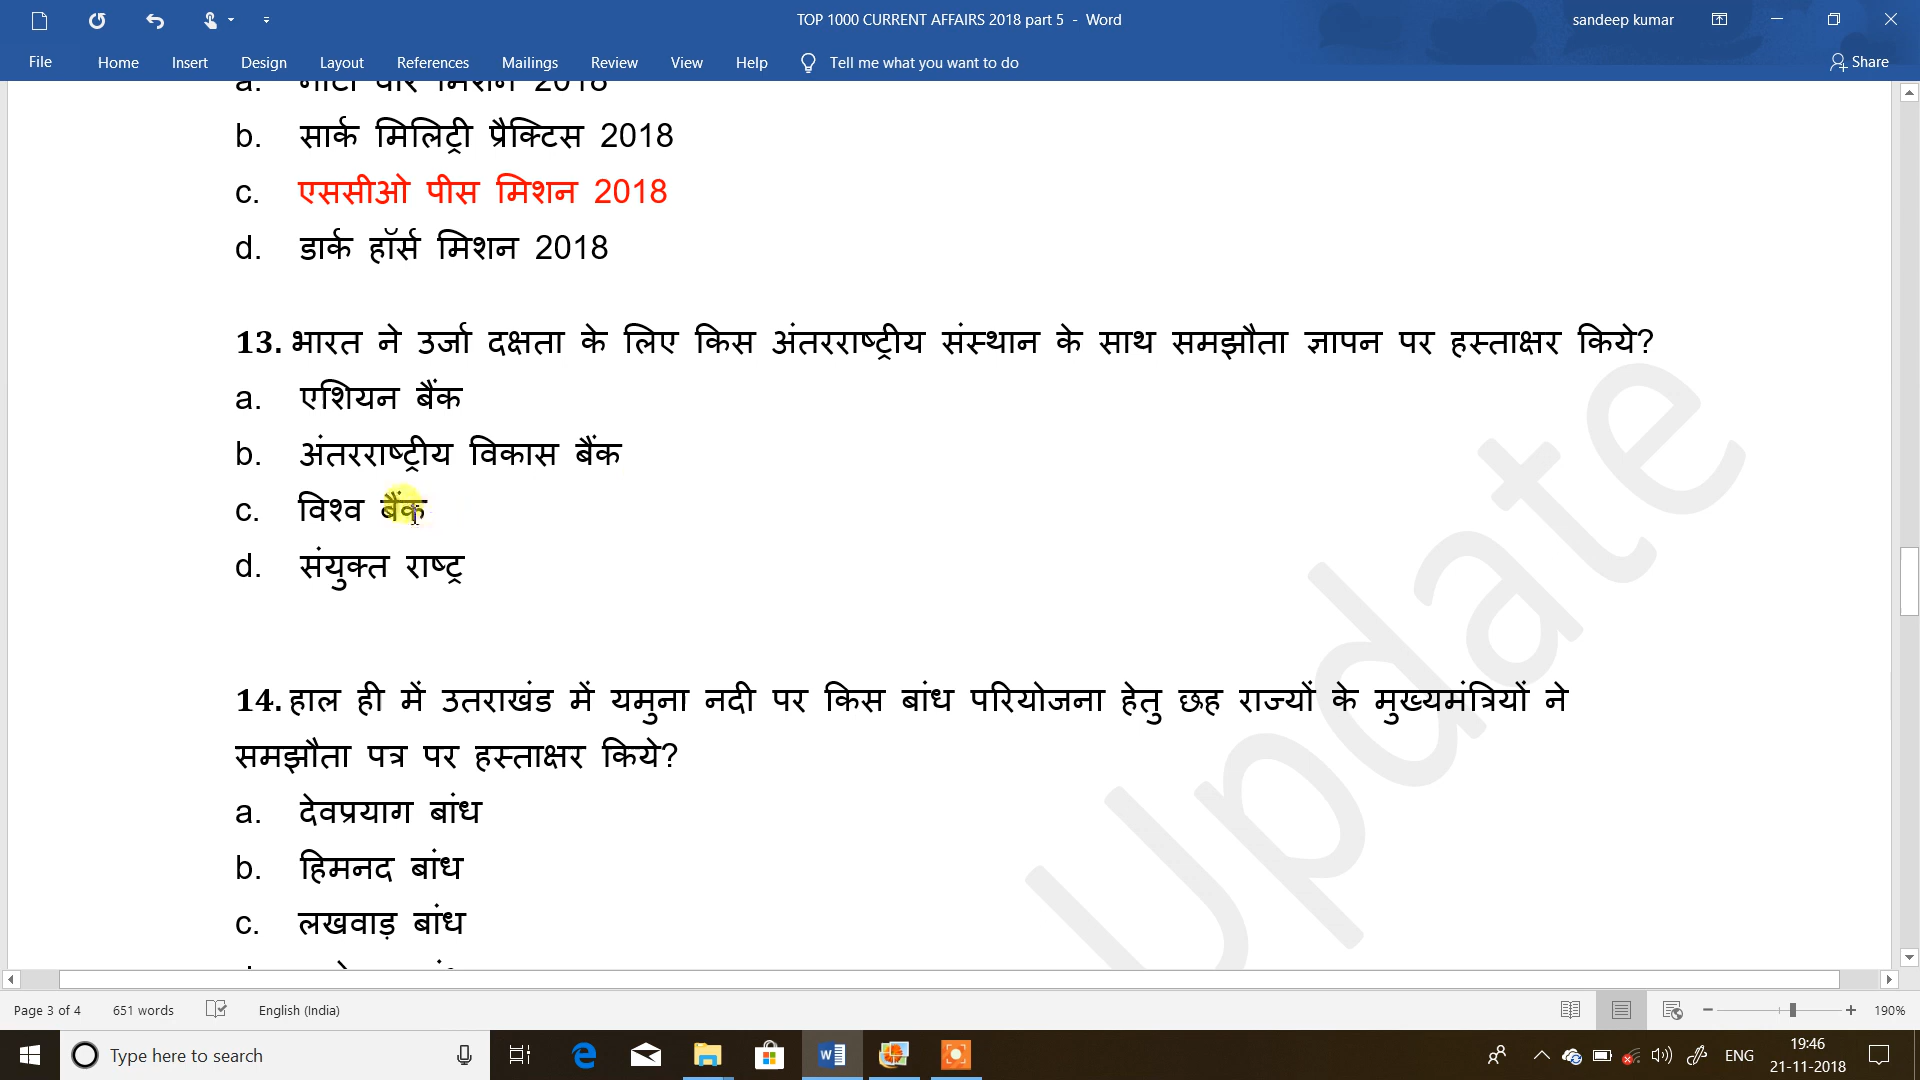 TOP 1000 CURRENT AFFAIRS 2018 part 5 - Word
sandeep kumar
File Home Insert Design Layout References Mailings Review View Help Tell me what you want to do Share
a. मिशन 2018
b. सार्क मिलिट्री प्रैक्टिस 2018
c. एससीओ पीस मिशन 2018
d. डार्क हॉर्स मिशन 2018
13. भारत ने उर्जा दक्षता के लिए किस अंतरराष्ट्रीय संस्थान के साथ समझौता ज्ञापन पर हस्ताक्षर किये?
a. एशियन बैंक
b. अंतरराष्ट्रीय विकास बैंक
c. विश्व बैंक
d. संयुक्त राष्ट्र
14. हाल ही में उतराखंड में यमुना नदी पर किस बांध परियोजना हेतु छह राज्यों के मुख्यमंत्रियों ने
समझौता पत्र पर हस्ताक्षर किये?
a. देवप्रयाग बांध
b. हिमनद बांध
c. लखवाड़ बांध
Update
Page 3 of 4 651 words English (India) 190%
Type here to search
ENG
19:46
21-11-2018